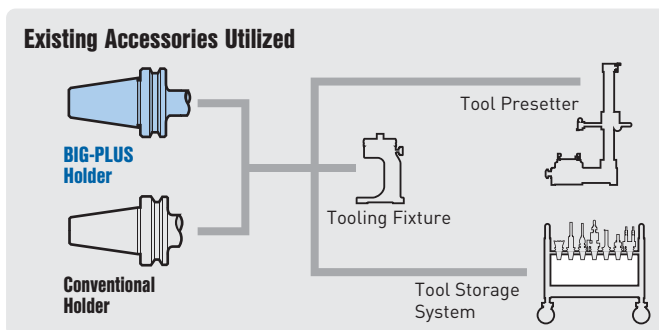 Existing Accessories Utilized
BIG-PLUS
Holder
Conventional
Holder
Tooling Fixture
Tool Presetter
Tool Storage
System